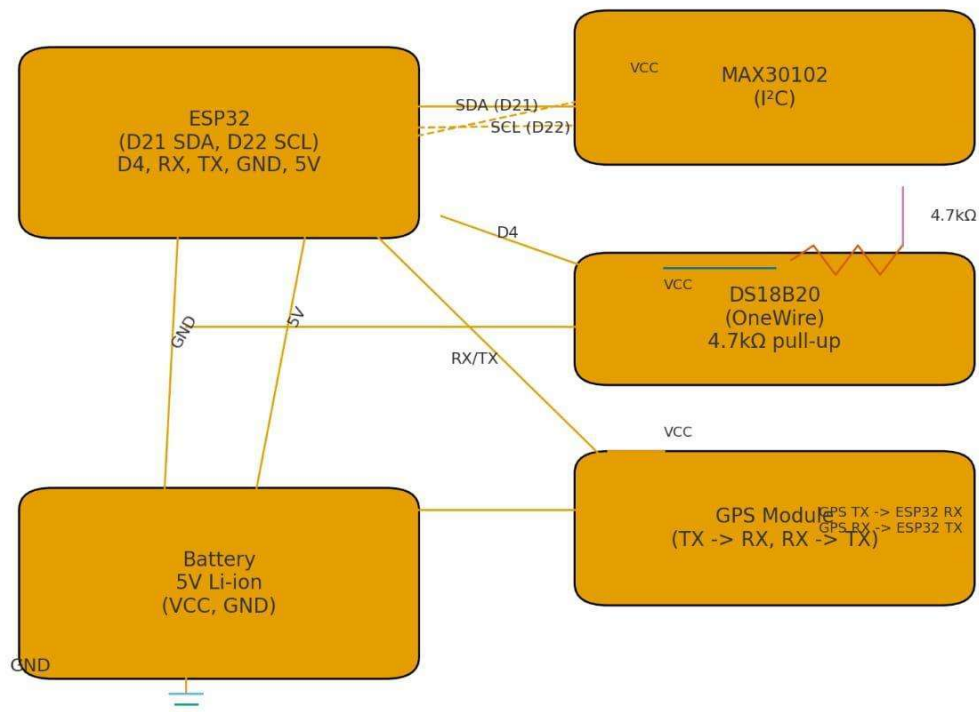 ESP32
(D21 SDA, D22 SCL)
D4, RX, TX, GND, 5V
SDA (D21)
SCL (D22)
VCC
MAX30102
(I²C)
4.7kΩ
D4
VCC
DS18B20
(OneWire)
4.7kΩ pull-up
GND
5V
RX/TX
VCC
GPS Module
(TX -> RX, RX -> TX)
GPS TX -> ESP32 RX
GPS RX -> ESP32 TX
Battery
5V Li-ion
(VCC, GND)
GND